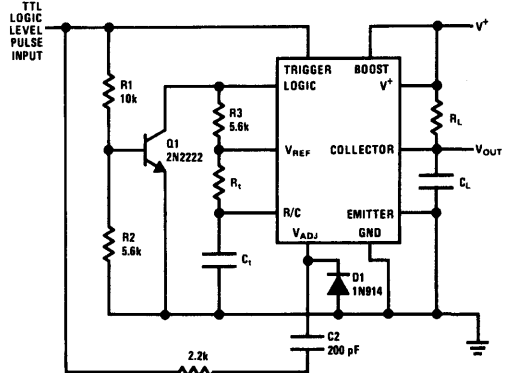 TTL
LOGIC
LEVEL
PULSE
INPUT
V+
TRIGGER BOOST
LOGIC V+
R1
10k
R3
5.6k
RL
Q1
2N2222
VREF COLLECTOR VOUT
Rt
CL
R/C EMITTER
VADJ GND
R2
5.6k
Ct
D1
1N914
C2
200 pF
2.2k